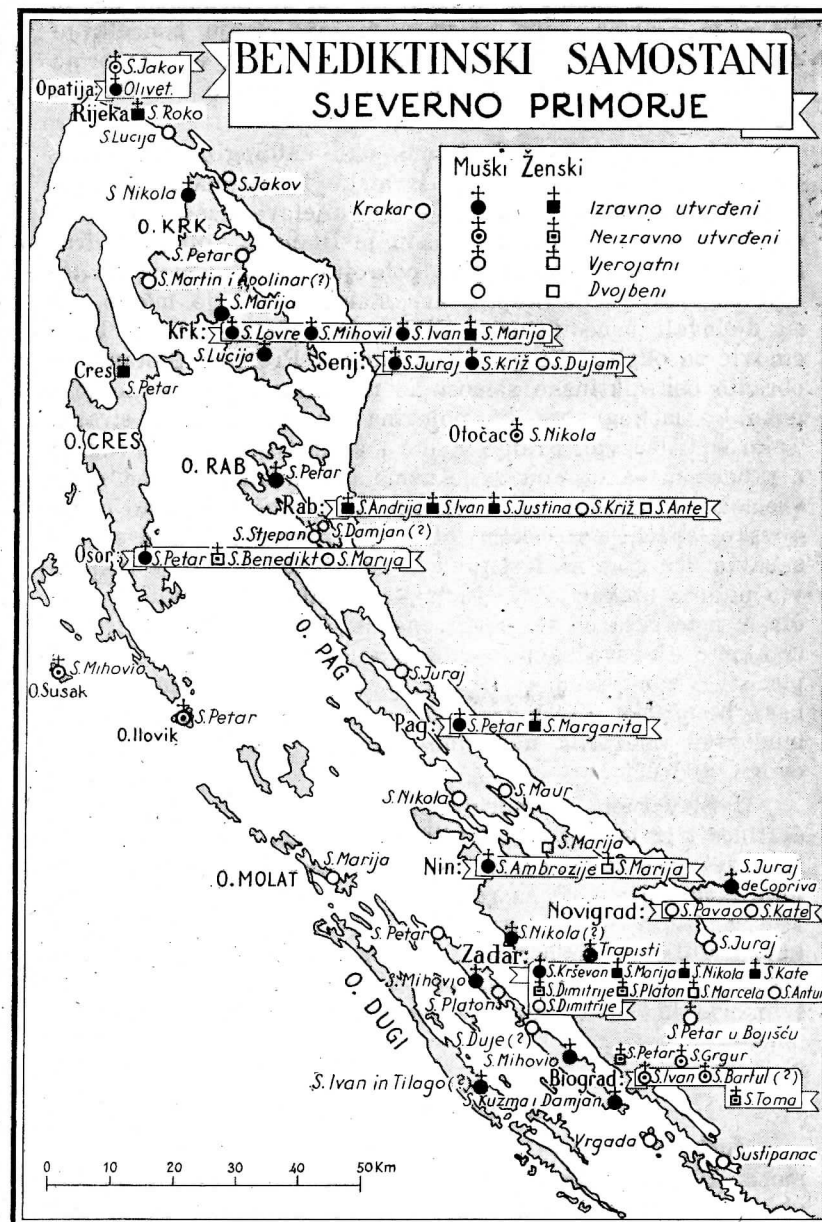 BENEDIKTINSKI SAMOSTANI
SJEVERNO PRIMORJE
Muški Ženski
Izravno utvrđeni
Neizravno utvrđeni
Vjerojatni
Dvojbeni
S.Jakov
Opatija: Olivet.
Rijeka S. Roko
S.Lucija
S.Jakov
S Nikola
Krakar
O. KRK
S.Petar
S.Martin i Apolinar(?)
S.Marija
Krk: S.Lovre S.Mihovil S.Ivan S.Marija
S.Lucija
Senj: S.Juraj S.Križ S.Dujam
Cres
S.Petar
O.CRES
Otočac S.Nikola
O. RAB
S.Petar
Rab: S.Andrija S.Ivan S.Justina S.Križ S.Ante
S.Damjan(?)
S.Stjepan
Osor: S.Petar S.Benedikt S.Marija
O. PAG
S.Mihovio
O.Susak
S.Juraj
S.Petar
O.Ilovik
Pag: S.Petar S.Margarita
S.Maur
S.Nikola
S.Marija
Nin: S.Ambrozije S.Marija
S.Juraj
de Copriva
S.Marija
O.MOLAT
Novigrad: S.Pavao S.Kate
S.Petar
S.Nikola(?)
S.Juraj
Trapisti
Zadar: S.Krševan S.Marija S.Nikola S.Kate
S.Dimitrije S.Platon S.Marcela S.Antun
S.Dimitrije
S.Mihovio
O. DUGI
S.Platon
S.Petar u Bojišću
S.Duje(?)
S.Mihovio
S.Petar S.Grgur
Biograd: S.Ivan S.Bartul(?)
S.Toma
S.Ivan in Tilago(?)
S.Kuzma i Damjan
Vrgada
Sustipanac
0 10 20 30 40 50Km